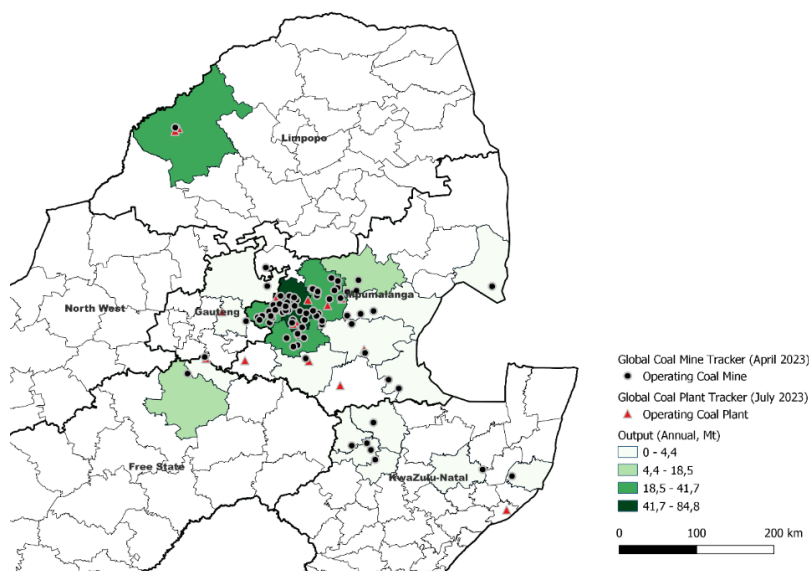 Limpopo
North West
Gauteng
Mpumalanga
Free State
KwaZulu-Natal
Global Coal Mine Tracker (April 2023)
Operating Coal Mine
Global Coal Plant Tracker (July 2023)
Operating Coal Plant
Output (Annual, Mt)
0 - 4,4
4,4 - 18,5
18,5 - 41,7
41,7 - 84,8
0 100 200 km